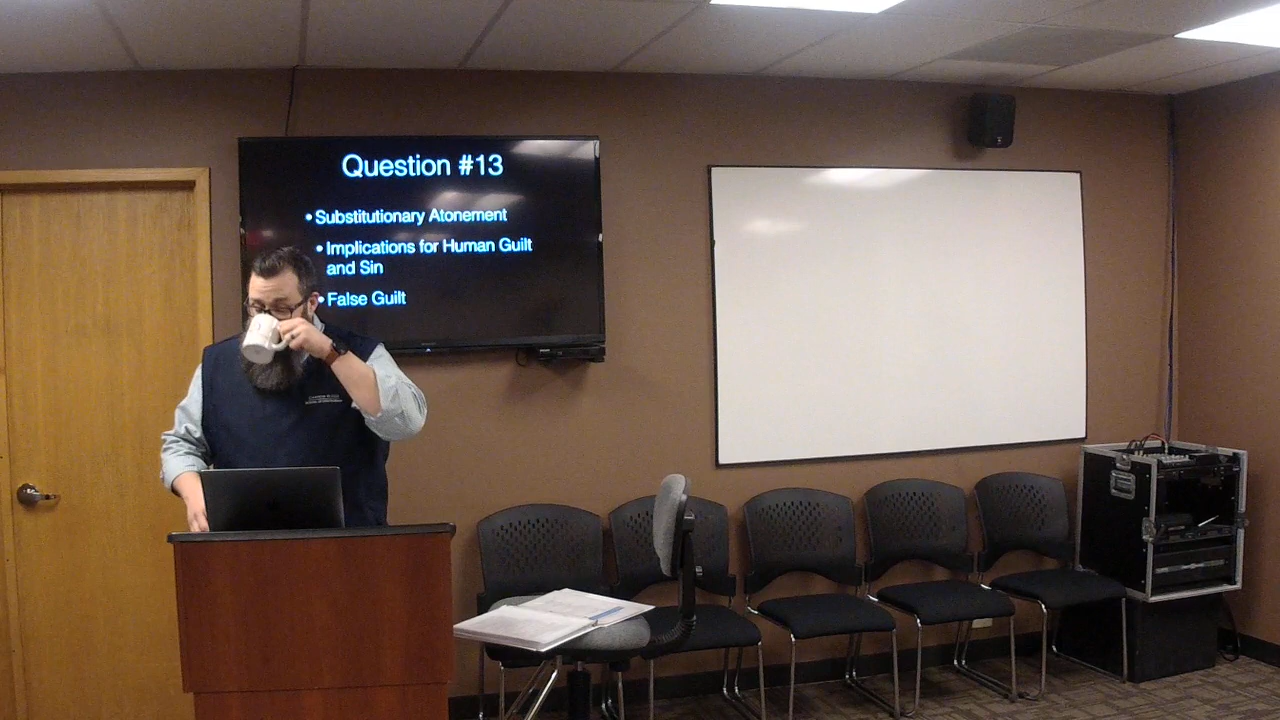 Question #13
• Substitutionary Atonement
• Implications for Human Guilt
and Sin
• False Guilt